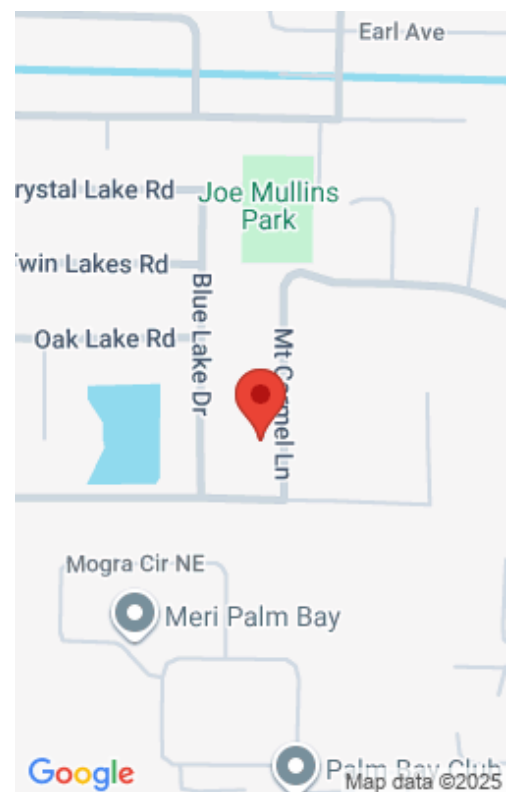 Earl Ave
rystal Lake Rd
Joe Mullins
Park
Twin Lakes Rd
Blue Lake Dr
Oak Lake Rd
Mt Carmel Ln
Mogra Cir NE
Meri Palm Bay
Palm Bay Club
Google
Map data ©2025